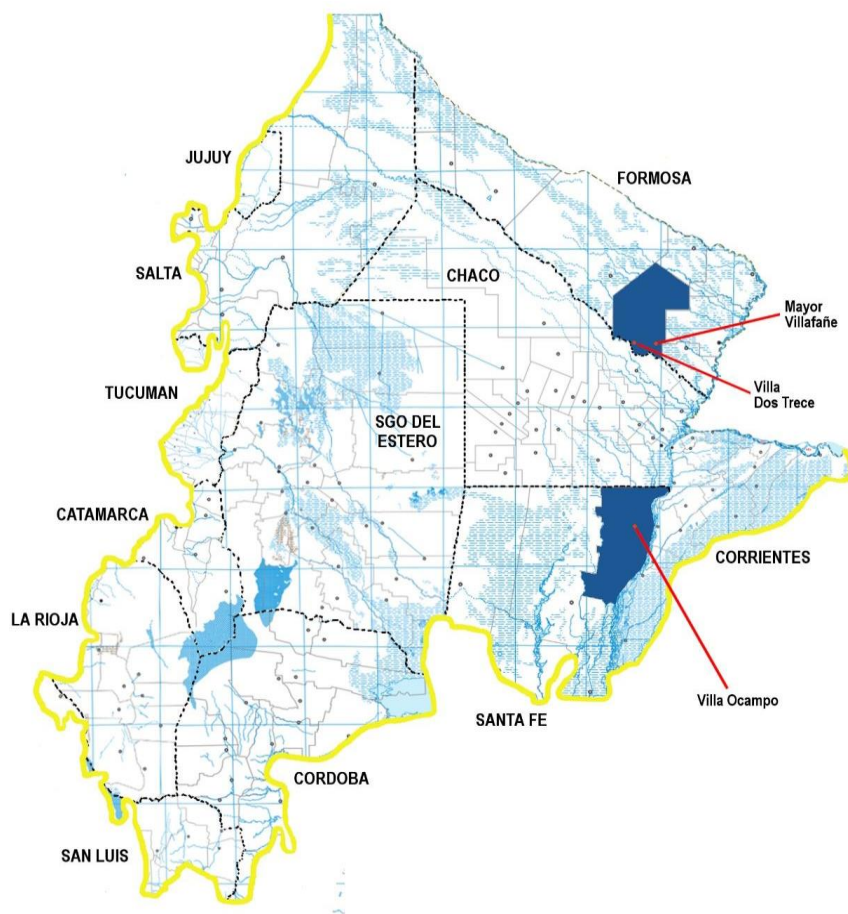 JUJUY
FORMOSA
SALTA
CHACO
Mayor
Villafañe
TUCUMAN
Villa
Dos Trece
SGO DEL
ESTERO
CATAMARCA
CORRIENTES
LA RIOJA
Villa Ocampo
SANTA FE
CORDOBA
SAN LUIS